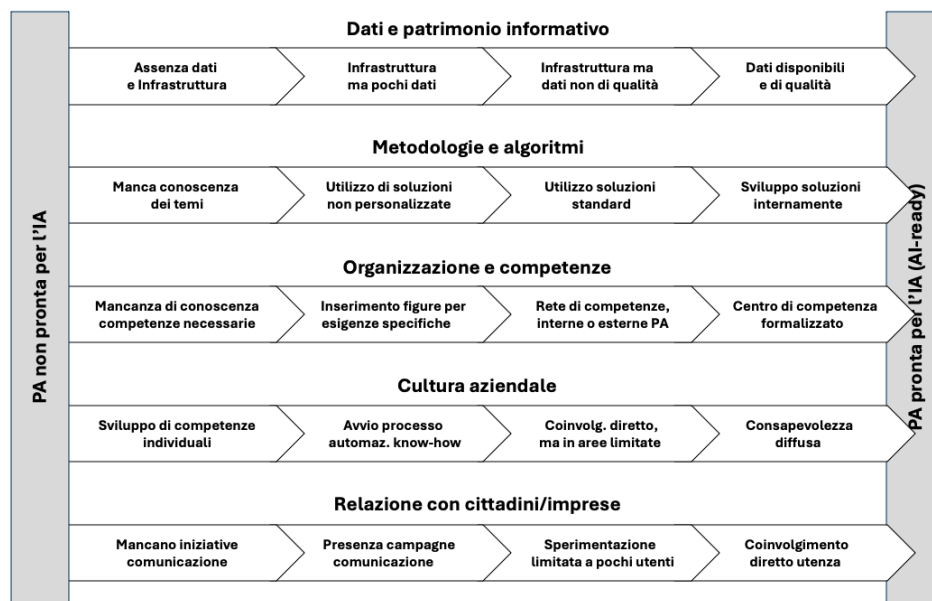 PA non pronta per l'IA
Dati e patrimonio informativo
Assenza dati
e Infrastruttura
Infrastruttura
ma pochi dati
Infrastruttura ma
dati non di qualità
Dati disponibili
e di qualità
Metodologie e algoritmi
Manca conoscenza
dei temi
Utilizzo di soluzioni
non personalizzate
Utilizzo soluzioni
standard
Sviluppo soluzioni
internamente
Organizzazione e competenze
Mancanza di conoscenza
competenze necessarie
Inserimento figure per
esigenze specifiche
Rete di competenze,
interne o esterne PA
Centro di competenza
formalizzato
Cultura aziendale
Sviluppo di competenze
individuali
Avvio processo
automaz. know-how
Coinvolg. diretto,
ma in aree limitate
Consapevolezza
diffusa
Relazione con cittadini/imprese
Mancano iniziative
comunicazione
Presenza campagne
comunicazione
Sperimentazione
limitata a pochi utenti
Coinvolgimento
diretto utenza
PA pronta per l'IA (AI-ready)